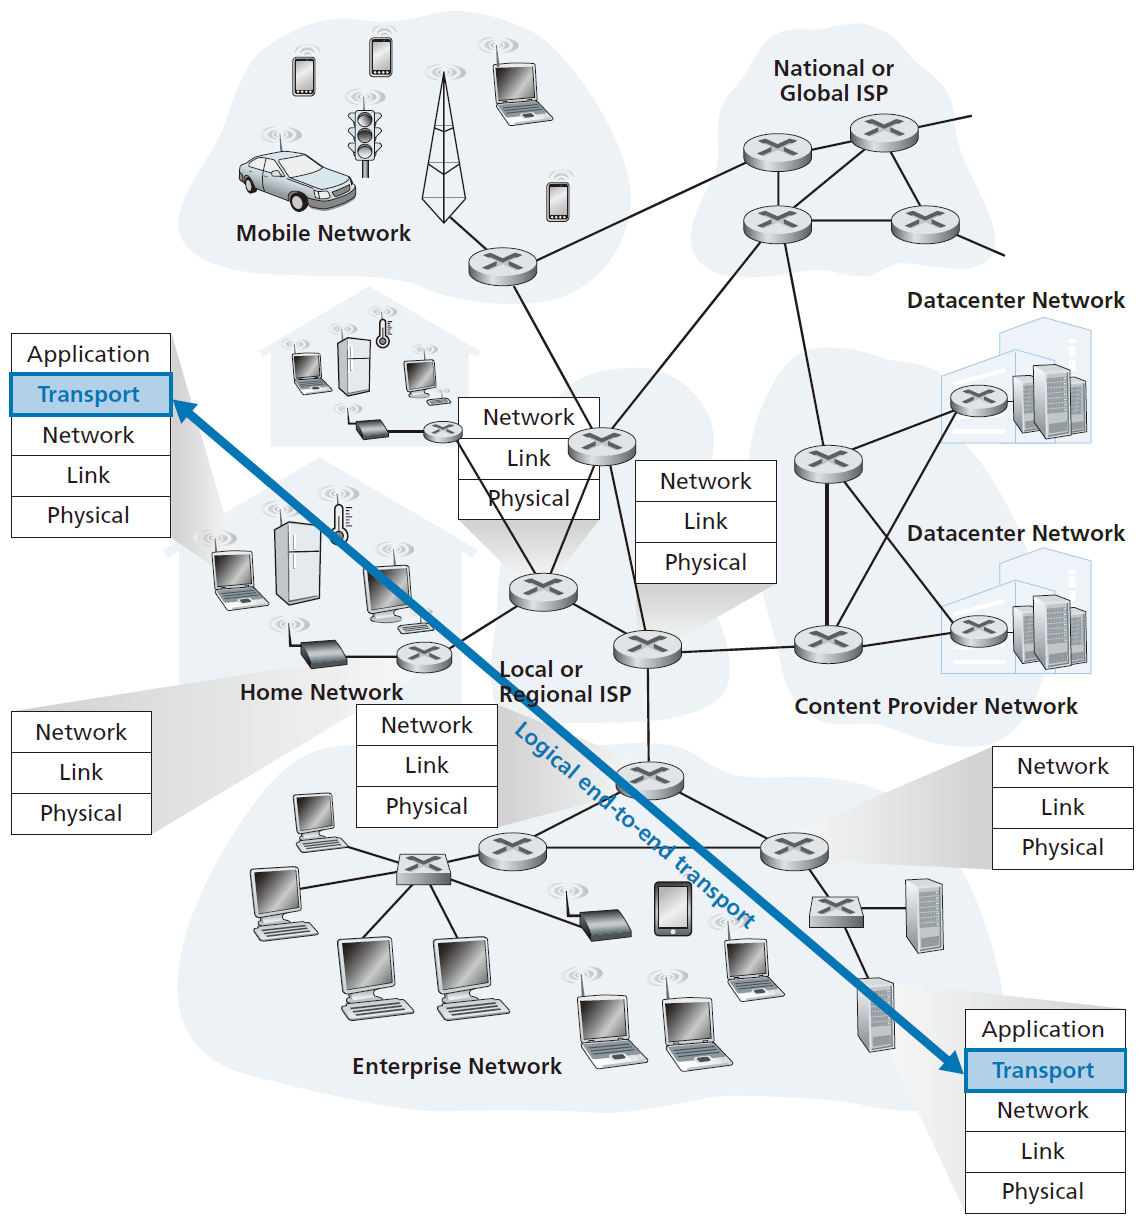 National or
Global ISP
Mobile Network
Datacenter Network
Application
Transport
Network
Link
Physical
Network
Link
Physical
Network
Link
Physical
Datacenter Network
Home Network
Local or
Regional ISP
Content Provider Network
Network
Link
Physical
Network
Link
Physical
Logical end-to-end transport
Network
Link
Physical
Enterprise Network
Application
Transport
Network
Link
Physical